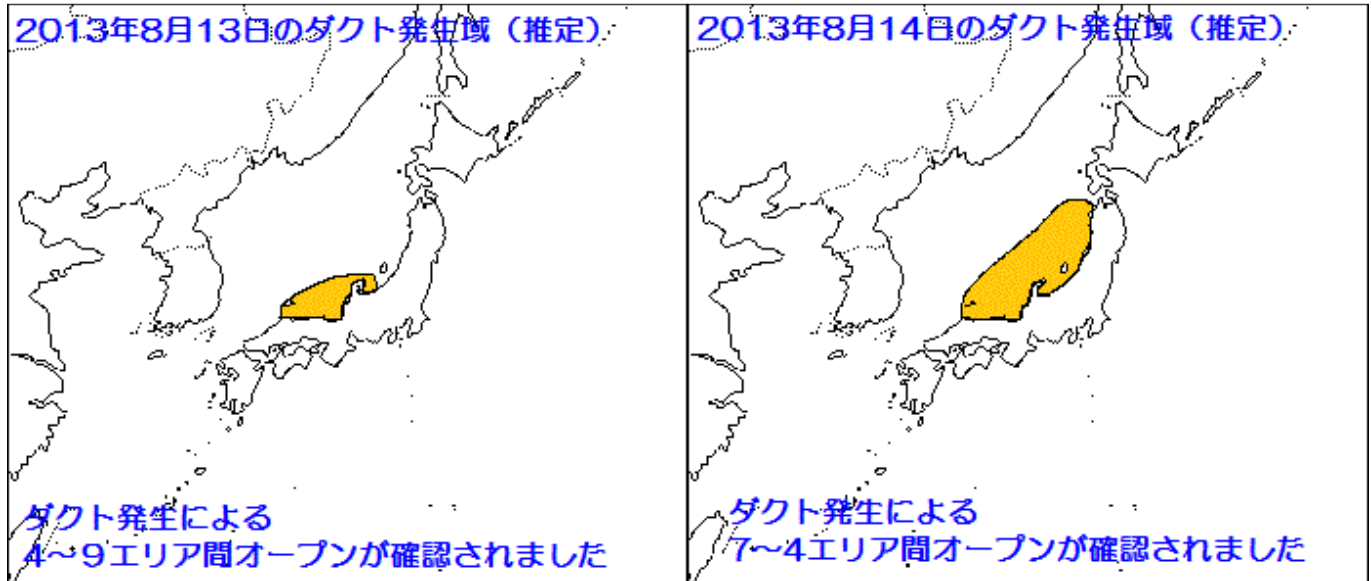 2013年8月13日のダクト発生域（推定）
ダクト発生による
4～9エリア間オープンが確認されました
2013年8月14日のダクト発生域（推定）
ダクト発生による
7～4エリア間オープンが確認されました